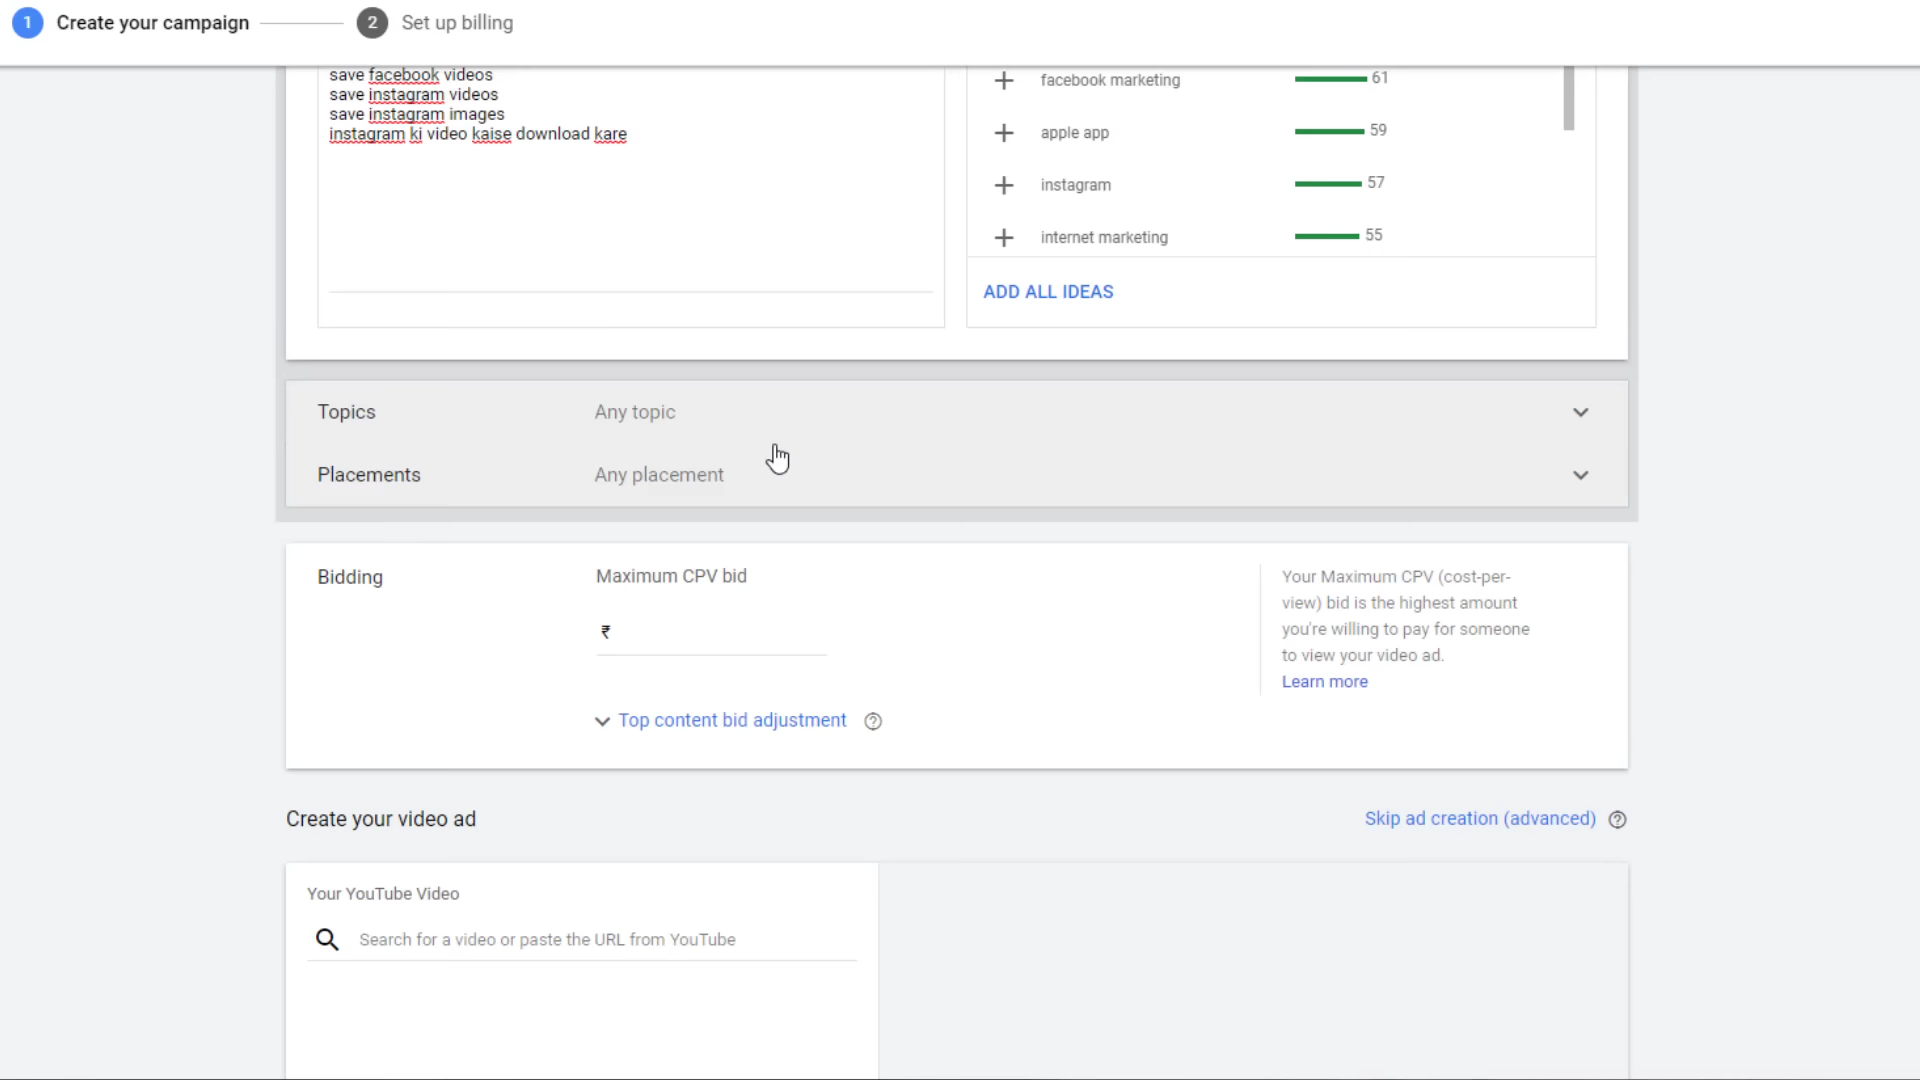 1 Create your campaign 2 Set up billing
save facebook videos
save instagram videos
save instagram images
instagram ki video kaise download kare
facebook marketing 61
apple app 59
instagram 57
internet marketing 55
ADD ALL IDEAS
Topics Any topic
Placements Any placement
Bidding Maximum CPV bid
₹
Top content bid adjustment
Your Maximum CPV (cost-per-
view) bid is the highest amount
you're willing to pay for someone
to view your video ad.
Learn more
Create your video ad Skip ad creation (advanced)
Your YouTube Video
Search for a video or paste the URL from YouTube